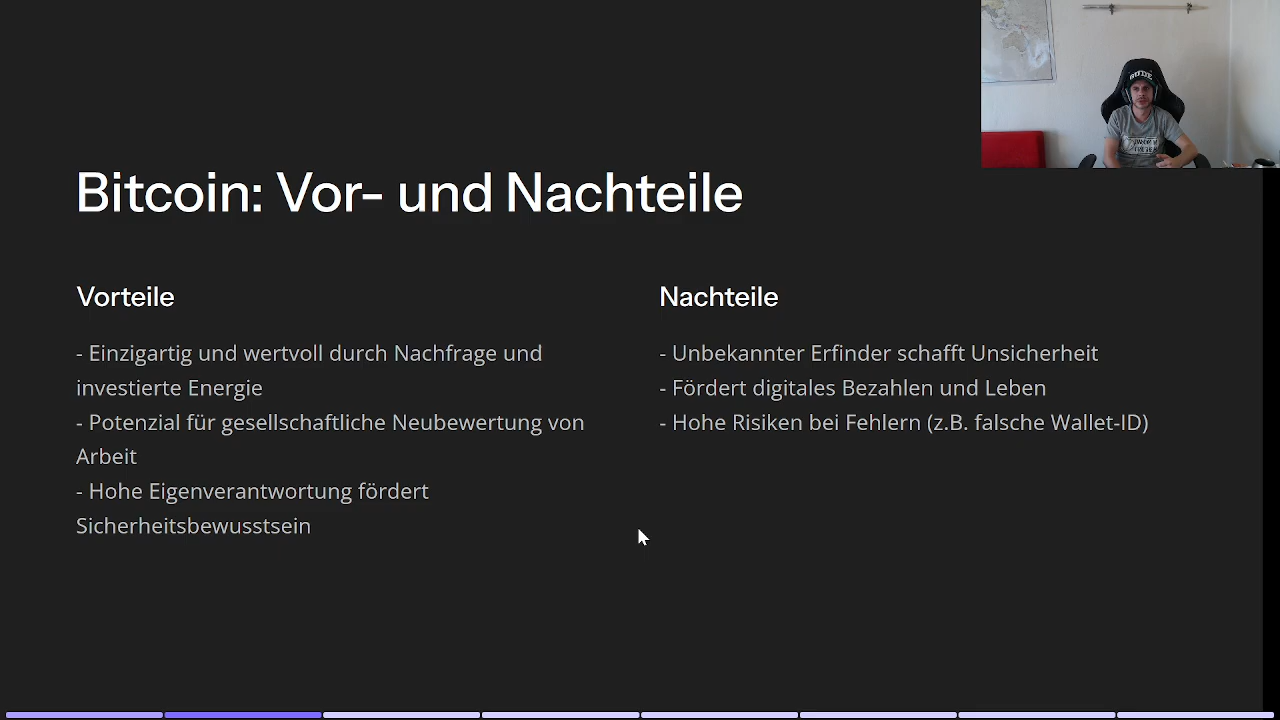 Bitcoin: Vor- und Nachteile
Vorteile
- Einzigartig und wertvoll durch Nachfrage und
investierte Energie
- Potenzial für gesellschaftliche Neubewertung von
Arbeit
- Hohe Eigenverantwortung fördert
Sicherheitsbewusstsein
Nachteile
- Unbekannter Erfinder schafft Unsicherheit
- Fördert digitales Bezahlen und Leben
- Hohe Risiken bei Fehlern (z.B. falsche Wallet-ID)